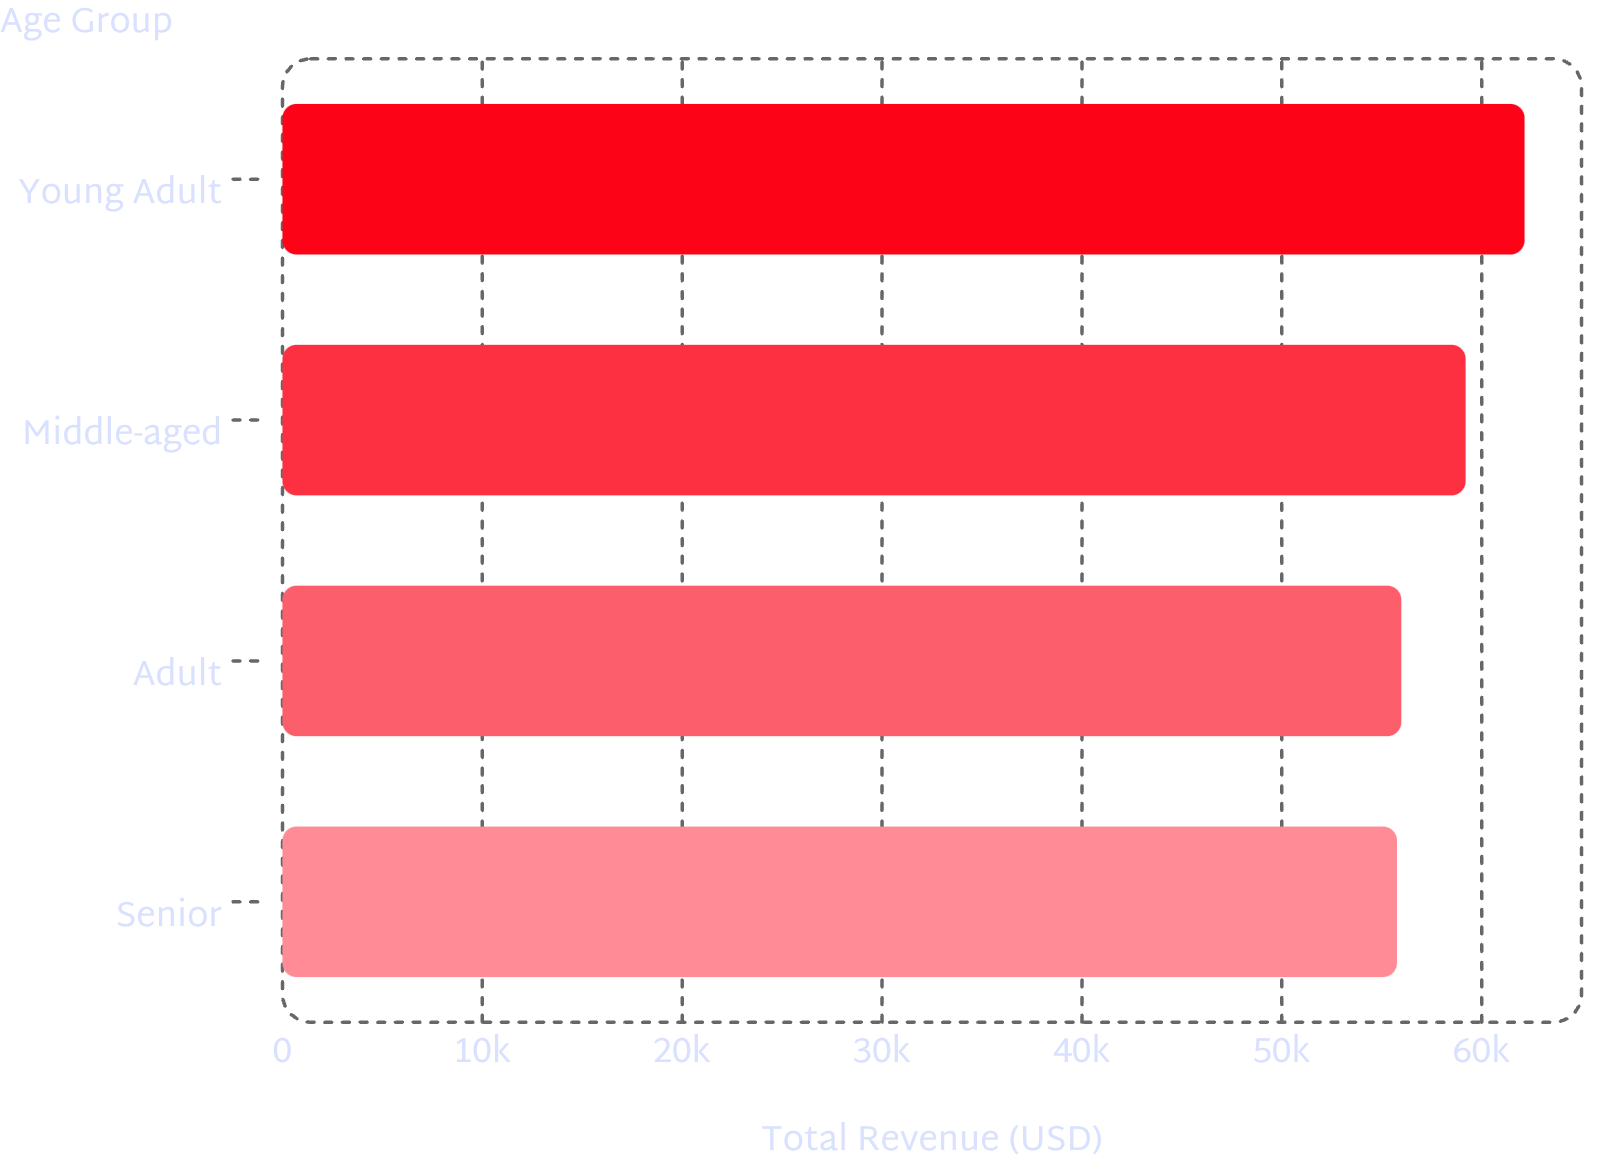 Age Group
Young Adult
Middle-aged
Adult
Senior
0 10k 20k 30k 40k 50k 60k
Total Revenue (USD)